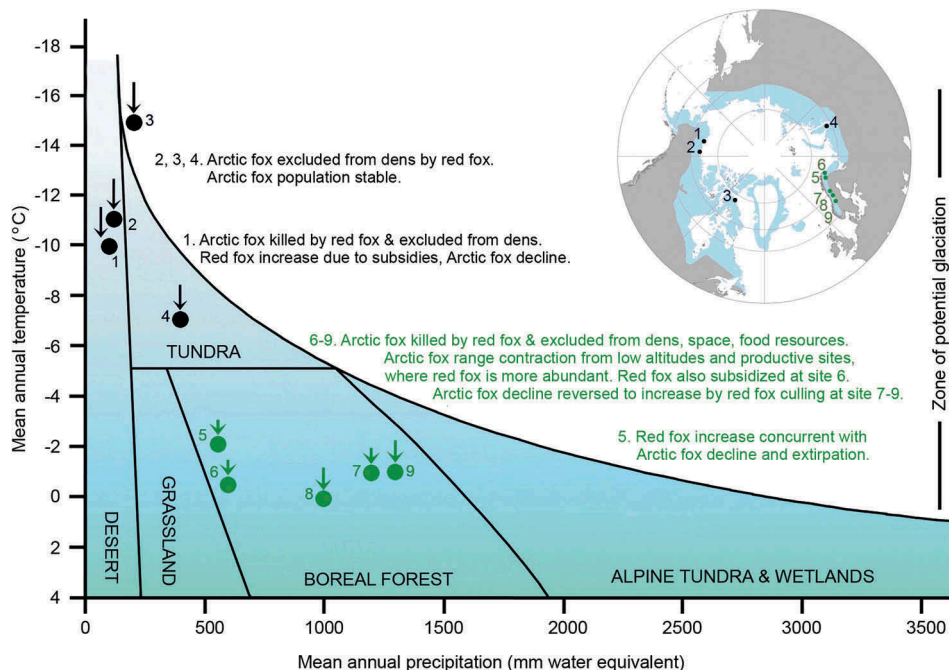 -18
-16
-14
-12
-10
-8
-6
-4
-2
0
2
4
Mean annual temperature (°C)
0
500
1000
1500
2000
2500
3000
3500
Mean annual precipitation (mm water equivalent)
3
2
1
4
2, 3, 4. Arctic fox excluded from dens by red fox.
Arctic fox population stable.
1. Arctic fox killed by red fox & excluded from dens.
Red fox increase due to subsidies, Arctic fox decline.
TUNDRA
6-9. Arctic fox killed by red fox & excluded from dens, space, food resources.
Arctic fox range contraction from low altitudes and productive sites,
where red fox is more abundant. Red fox also subsidized at site 6.
Arctic fox decline reversed to increase by red fox culling at site 7-9.
5. Red fox increase concurrent with
Arctic fox decline and extirpation.
5
6
8
7
9
DESERT
GRASSLAND
BOREAL FOREST
ALPINE TUNDRA & WETLANDS
Zone of potential glaciation
1
2
3
4
6
5
7
8
9